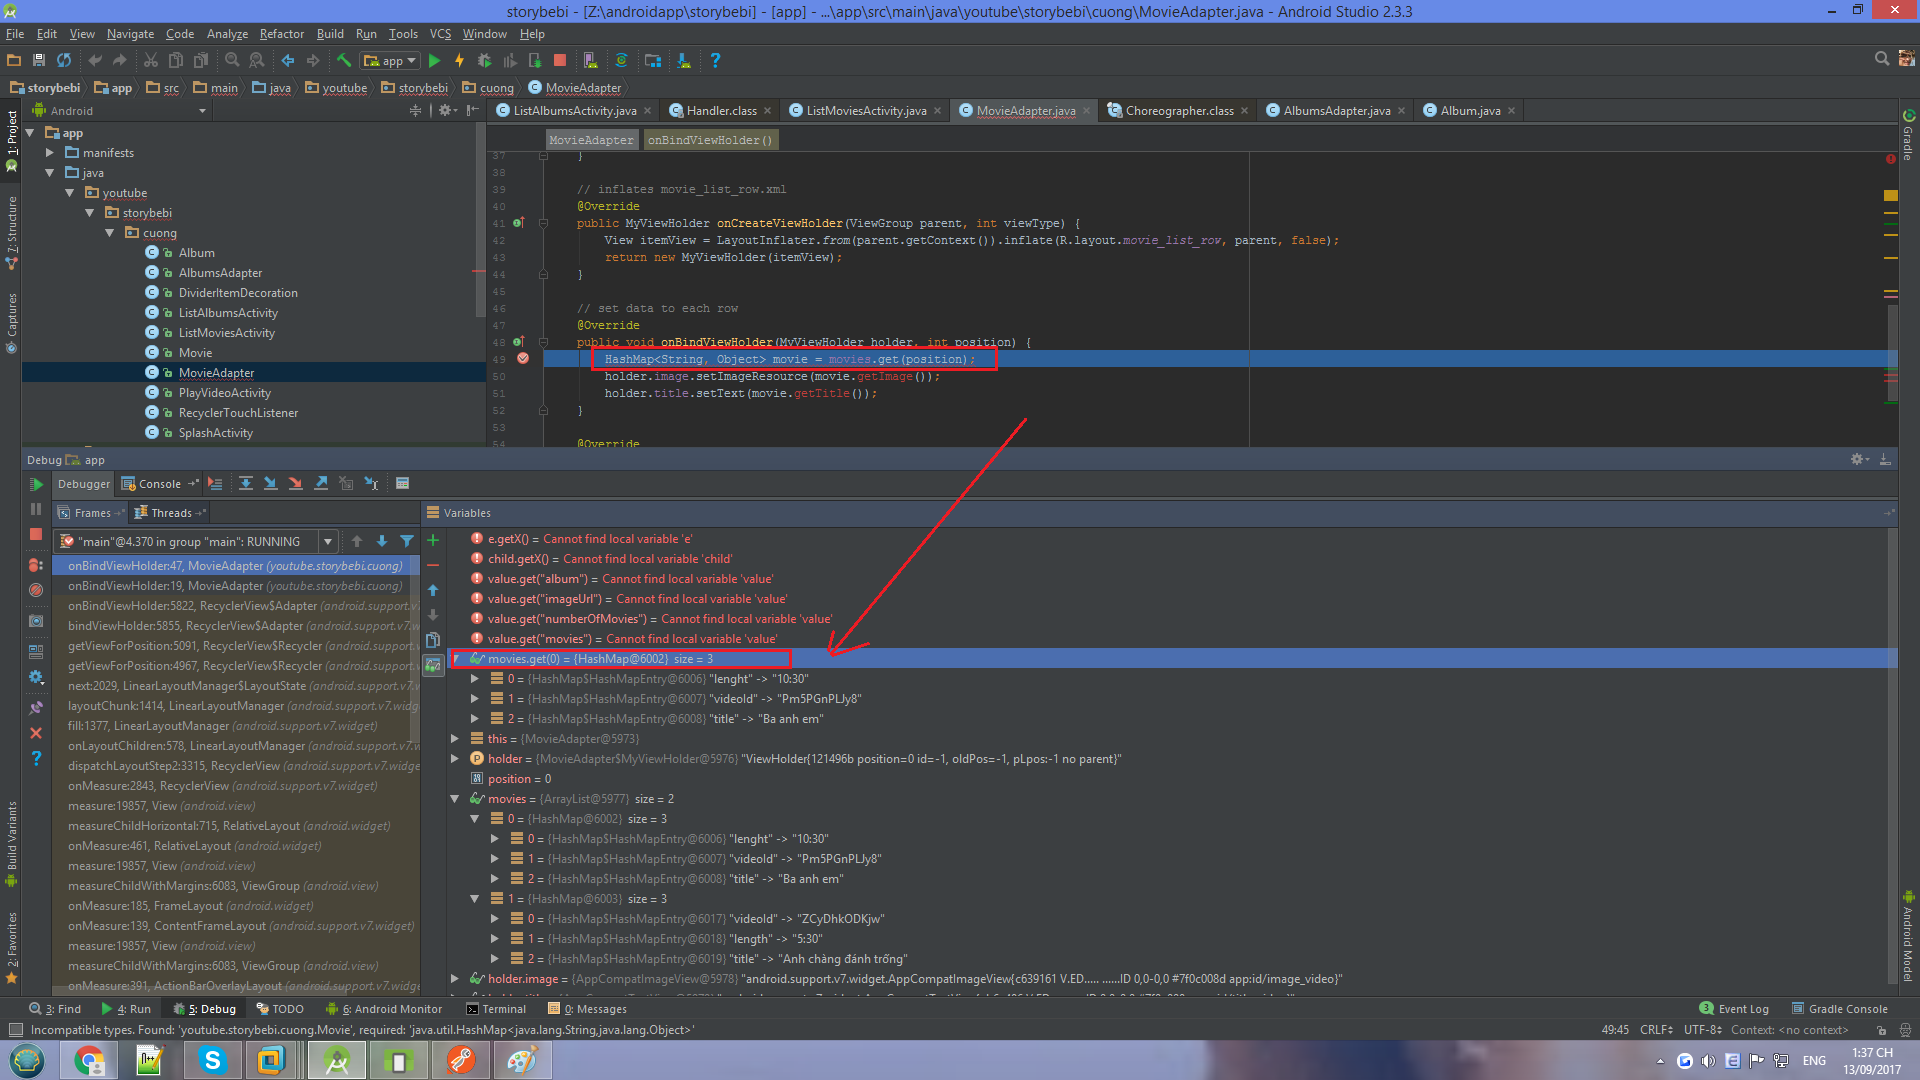 storybebi - [Z:\androidapp\storybebi] - [app] - ...\app\src\main\java\youtube\storybebi\cuong\MovieAdapter.java - Android Studio 2.3.3
File Edit View Navigate Code Analyze Refactor Build Run Tools VCS Window Help
app
storybebi app src main java youtube storybebi cuong MovieAdapter
Android
ListAlbumsActivity.java Handler.class ListMoviesActivity.java MovieAdapter.java Choreographer.class AlbumsAdapter.java Album.java
1: Project
7: Structure
Captures
Build Variants
2: Favorites
Gradle
Android Model
app
manifests
java
youtube
storybebi
cuong
Album
AlbumsAdapter
DividerItemDecoration
ListAlbumsActivity
ListMoviesActivity
Movie
MovieAdapter
PlayVideoActivity
RecyclerTouchListener
SplashActivity
MovieAdapter onBindViewHolder()
37 }
38
39 // inflates movie_list_row.xml
40 @Override
41 public MyViewHolder onCreateViewHolder(ViewGroup parent, int viewType) {
42 View itemView = LayoutInflater.from(parent.getContext()).inflate(R.layout.movie_list_row, parent, false);
43 return new MyViewHolder(itemView);
44 }
45
46 // set data to each row
47 @Override
48 public void onBindViewHolder(MyViewHolder holder, int position) {
49 HashMap<String, Object> movie = movies.get(position);
50 holder.image.setImageResource(movie.getImage());
51 holder.title.setText(movie.getTitle());
52 }
53
54 @Override
Debug app
Debugger Console
Frames Threads
"main"@4.370 in group "main": RUNNING
onBindViewHolder:47, MovieAdapter (youtube.storybebi.cuong)
onBindViewHolder:19, MovieAdapter (youtube.storybebi.cuong)
onBindViewHolder:5822, RecyclerView$Adapter (android.support.v7.
bindViewHolder:5855, RecyclerView$Adapter (android.support.v7.w
getViewForPosition:5091, RecyclerView$Recycler (android.support.
getViewForPosition:4967, RecyclerView$Recycler (android.support.
next:2029, LinearLayoutManager$LayoutState (android.support.v7.
layoutChunk:1414, LinearLayoutManager (android.support.v7.widge
fill:1377, LinearLayoutManager (android.support.v7.widget)
onLayoutChildren:578, LinearLayoutManager (android.support.v7.w
dispatchLayoutStep2:3315, RecyclerView (android.support.v7.widge
onMeasure:2843, RecyclerView (android.support.v7.widget)
measure:19857, View (android.view)
measureChildHorizontal:715, RelativeLayout (android.widget)
onMeasure:461, RelativeLayout (android.widget)
measure:19857, View (android.view)
measureChildWithMargins:6083, ViewGroup (android.view)
onMeasure:185, FrameLayout (android.widget)
onMeasure:139, ContentFrameLayout (android.support.v7.widget)
measure:19857, View (android.view)
measureChildWithMargins:6083, ViewGroup (android.view)
onMeasure:391, ActionBarOverlayLayout (android.support.v7.widge
Variables
e.getX() = Cannot find local variable 'e'
child.getX() = Cannot find local variable 'child'
value.get("album") = Cannot find local variable 'value'
value.get("imageUrl") = Cannot find local variable 'value'
value.get("numberOfMovies") = Cannot find local variable 'value'
value.get("movies") = Cannot find local variable 'value'
movies.get(0) = {HashMap@6002} size = 3
0 = {HashMap$HashMapEntry@6006} "lenght" -> "10:30"
1 = {HashMap$HashMapEntry@6007} "videoId" -> "Pm5PGnPLJy8"
2 = {HashMap$HashMapEntry@6008} "title" -> "Ba anh em"
this = {MovieAdapter@5973}
holder = {MovieAdapter$MyViewHolder@5976} "ViewHolder{121496b position=0 id=-1, oldPos=-1, pLpos:-1 no parent}"
position = 0
movies = {ArrayList@5977} size = 2
0 = {HashMap@6002} size = 3
0 = {HashMap$HashMapEntry@6006} "lenght" -> "10:30"
1 = {HashMap$HashMapEntry@6007} "videoId" -> "Pm5PGnPLJy8"
2 = {HashMap$HashMapEntry@6008} "title" -> "Ba anh em"
1 = {HashMap@6003} size = 3
0 = {HashMap$HashMapEntry@6017} "videoId" -> "ZCyDhkODKjw"
1 = {HashMap$HashMapEntry@6018} "length" -> "5:30"
2 = {HashMap$HashMapEntry@6019} "title" -> "Anh chàng đánh trống"
holder.image = {AppCompatImageView@5978} "android.support.v7.widget.AppCompatImageView{c639161 V.ED..... ......ID 0,0-0,0 #7f0c008d app:id/image_video}"
3: Find 4: Run 5: Debug TODO 6: Android Monitor Terminal 0: Messages 3 Event Log Gradle Console
Incompatible types. Found: 'youtube.storybebi.cuong.Movie', required: 'java.util.HashMap<java.lang.String,java.lang.Object>' 49:45 CRLF UTF-8 Context: <no context>
ENG
1:37 CH
13/09/2017